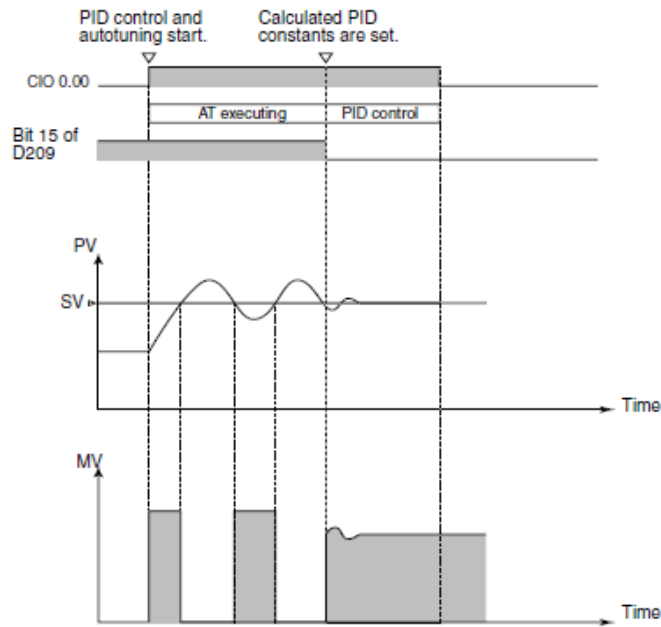 PID control and
autotuning start.
Calculated PID
constants are set.
CIO 0.00
AT executing
PID control
Bit 15 of
D209
PV
SV
Time
MV
Time